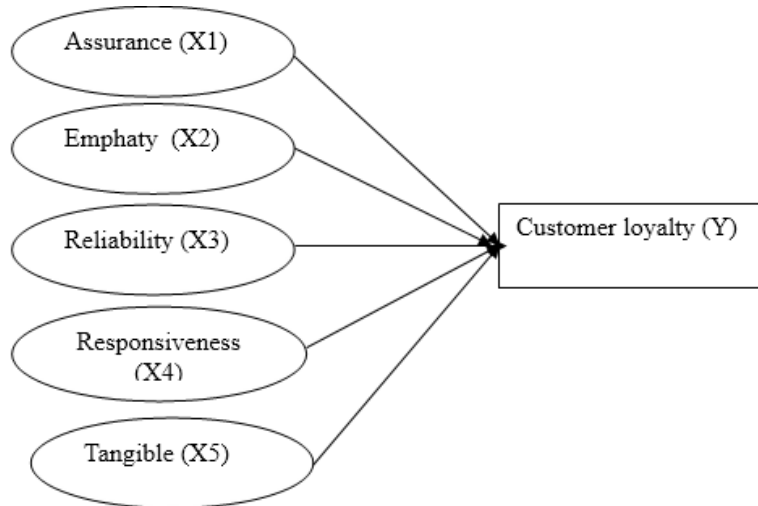 Assurance (X1)
Emphaty (X2)
Reliability (X3)
Customer loyalty (Y)
Responsiveness
(X4)
Tangible (X5)